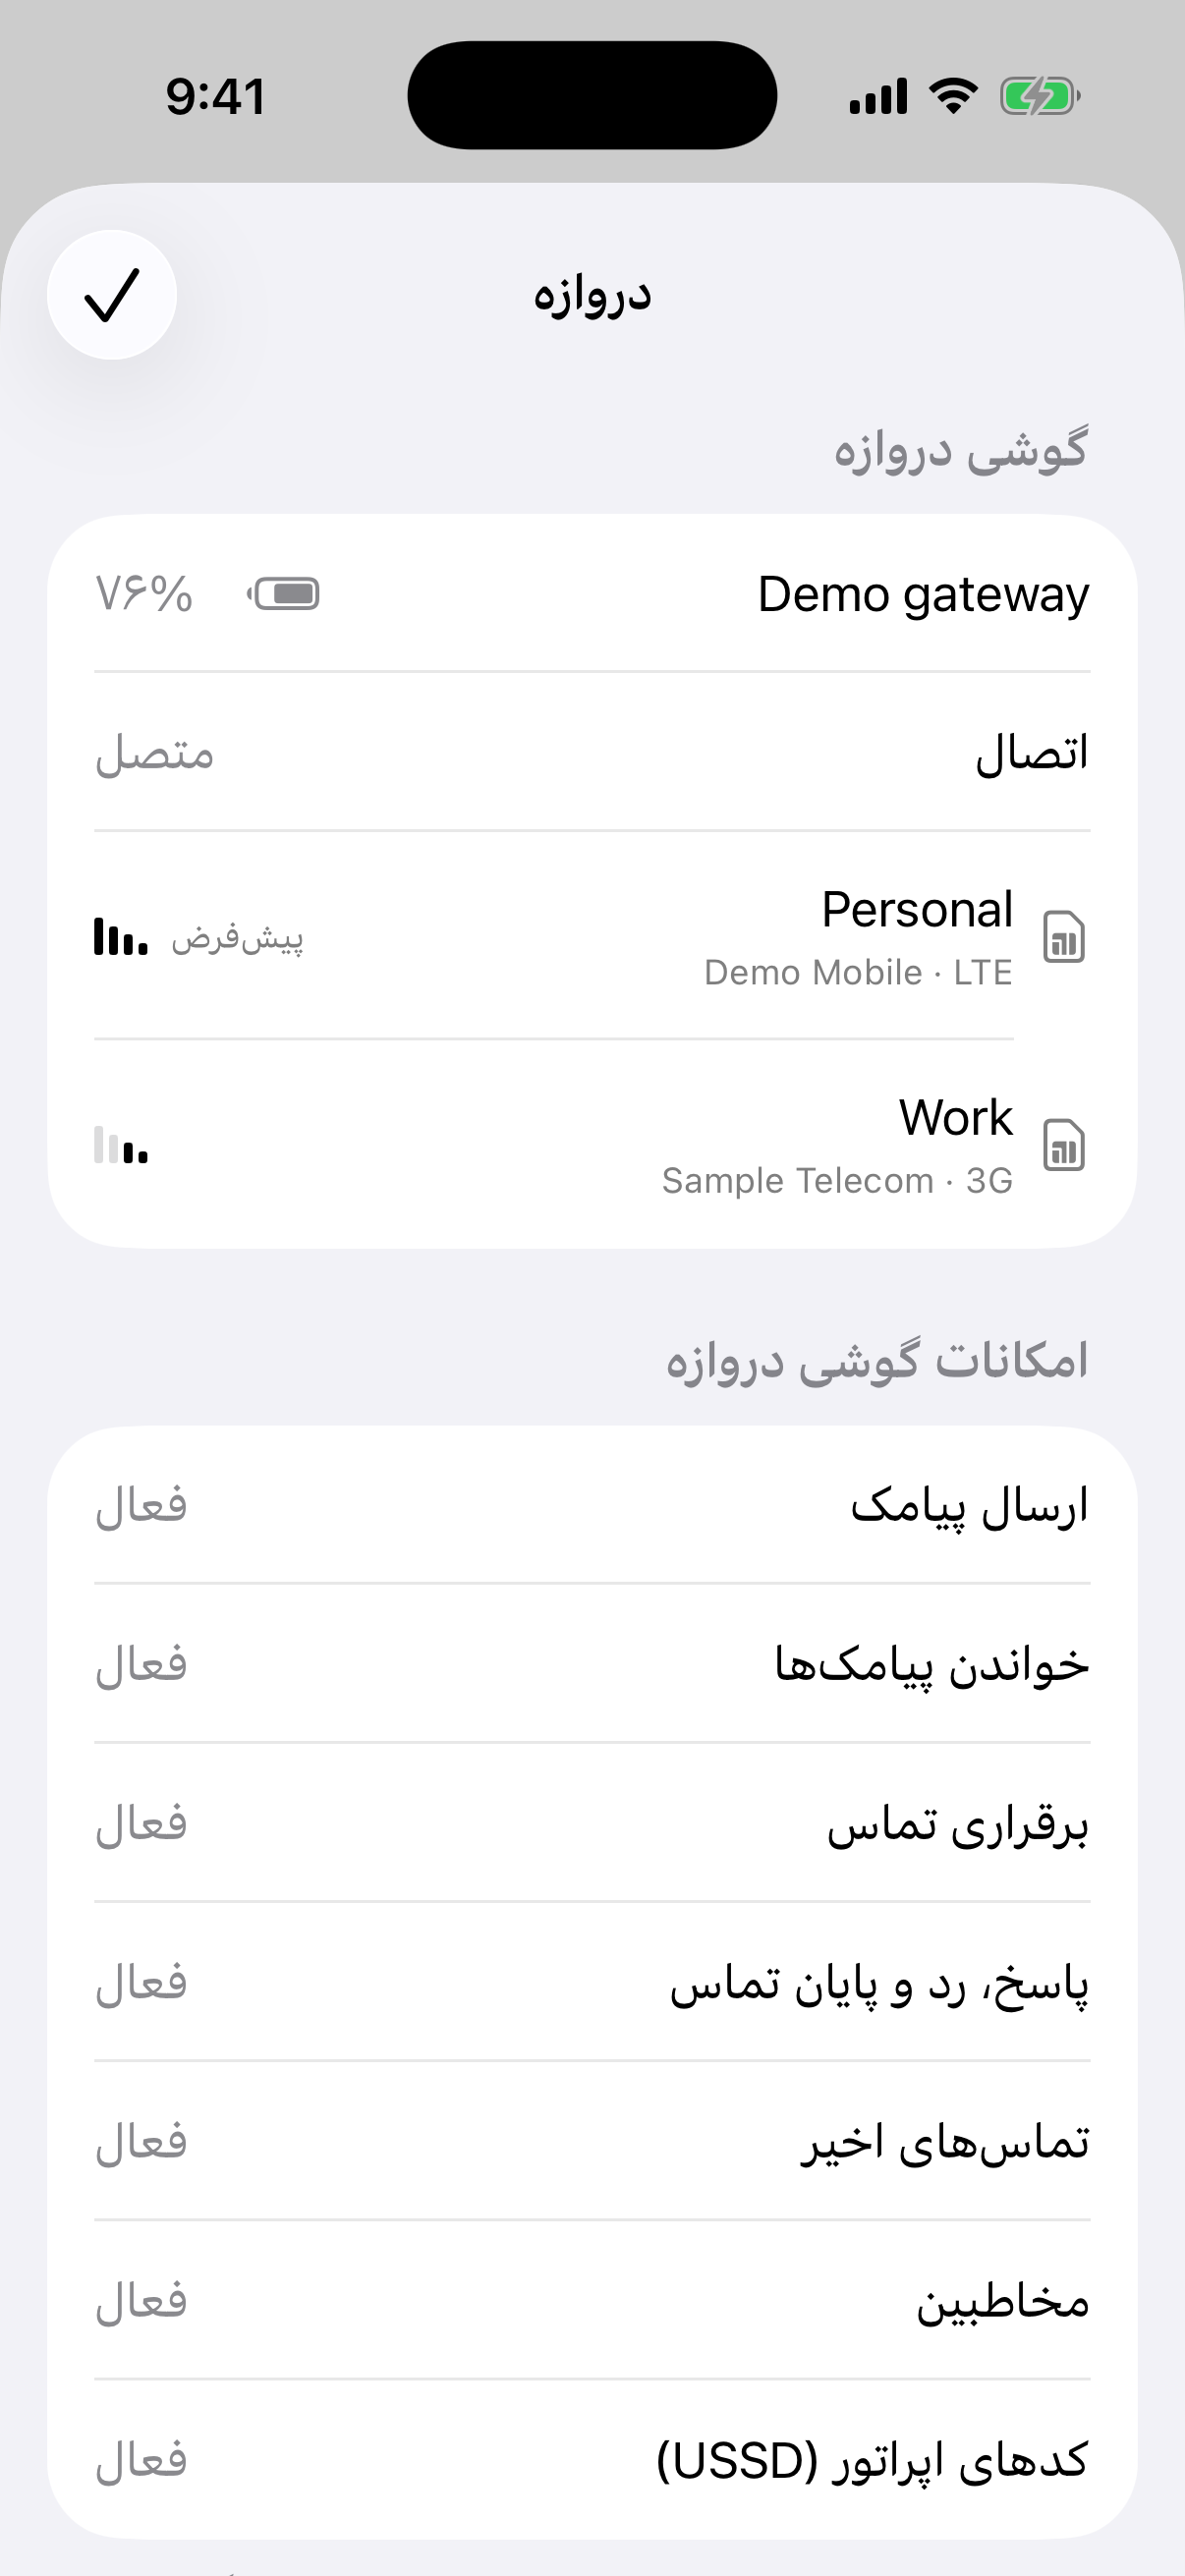 9:41
دروازه
گوشی دروازه
Demo gateway
۷۶%
اتصال
متصل
Personal
Demo Mobile · LTE
پیش‌فرض
Work
Sample Telecom · 3G
امکانات گوشی دروازه
ارسال پیامک
فعال
خواندن پیامک‌ها
فعال
برقراری تماس
فعال
پاسخ، رد و پایان تماس
فعال
تماس‌های اخیر
فعال
مخاطبین
فعال
کدهای اپراتور (USSD)
فعال